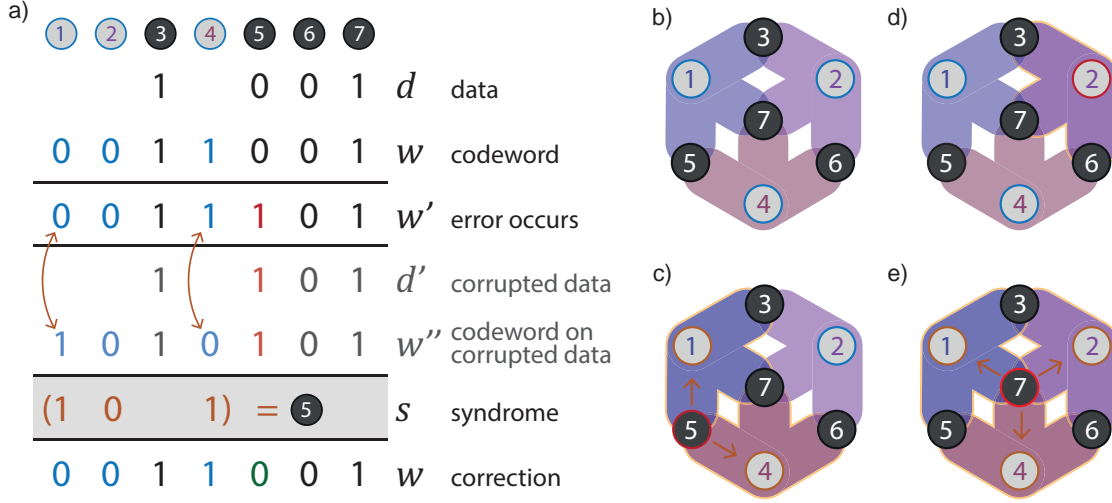 a)
1 2 3 4 5 6 7
1 0 0 1 d data
0 0 1 1 0 0 1 w codeword
0 0 1 1 1 0 1 w' error occurs
1 1 0 1 d' corrupted data
1 0 1 0 1 0 1 w'' codeword on
corrupted data
(1 0 1) = 5 s syndrome
0 0 1 1 0 0 1 w correction
b)
3
1 2
7
5 6
4
c)
3
1 2
7
5 6
4
d)
3
1 2
7
5 6
4
e)
3
1 2
7
5 6
4